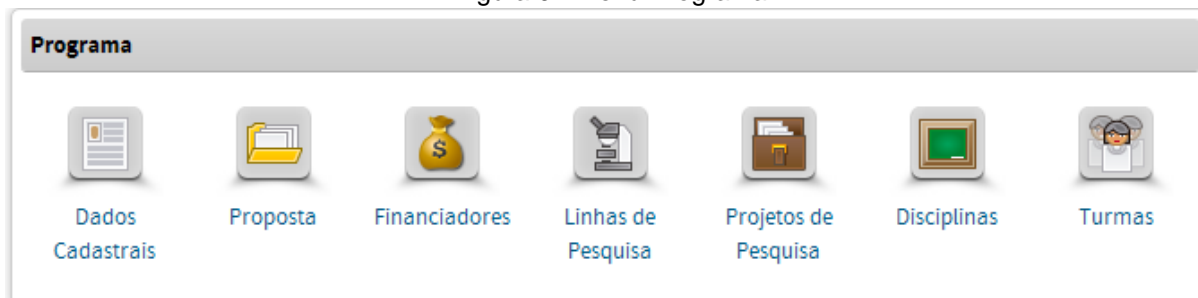 Programa
Dados
Cadastrais
Proposta
Financiadores
Linhas de
Pesquisa
Projetos de
Pesquisa
Disciplinas
Turmas
$